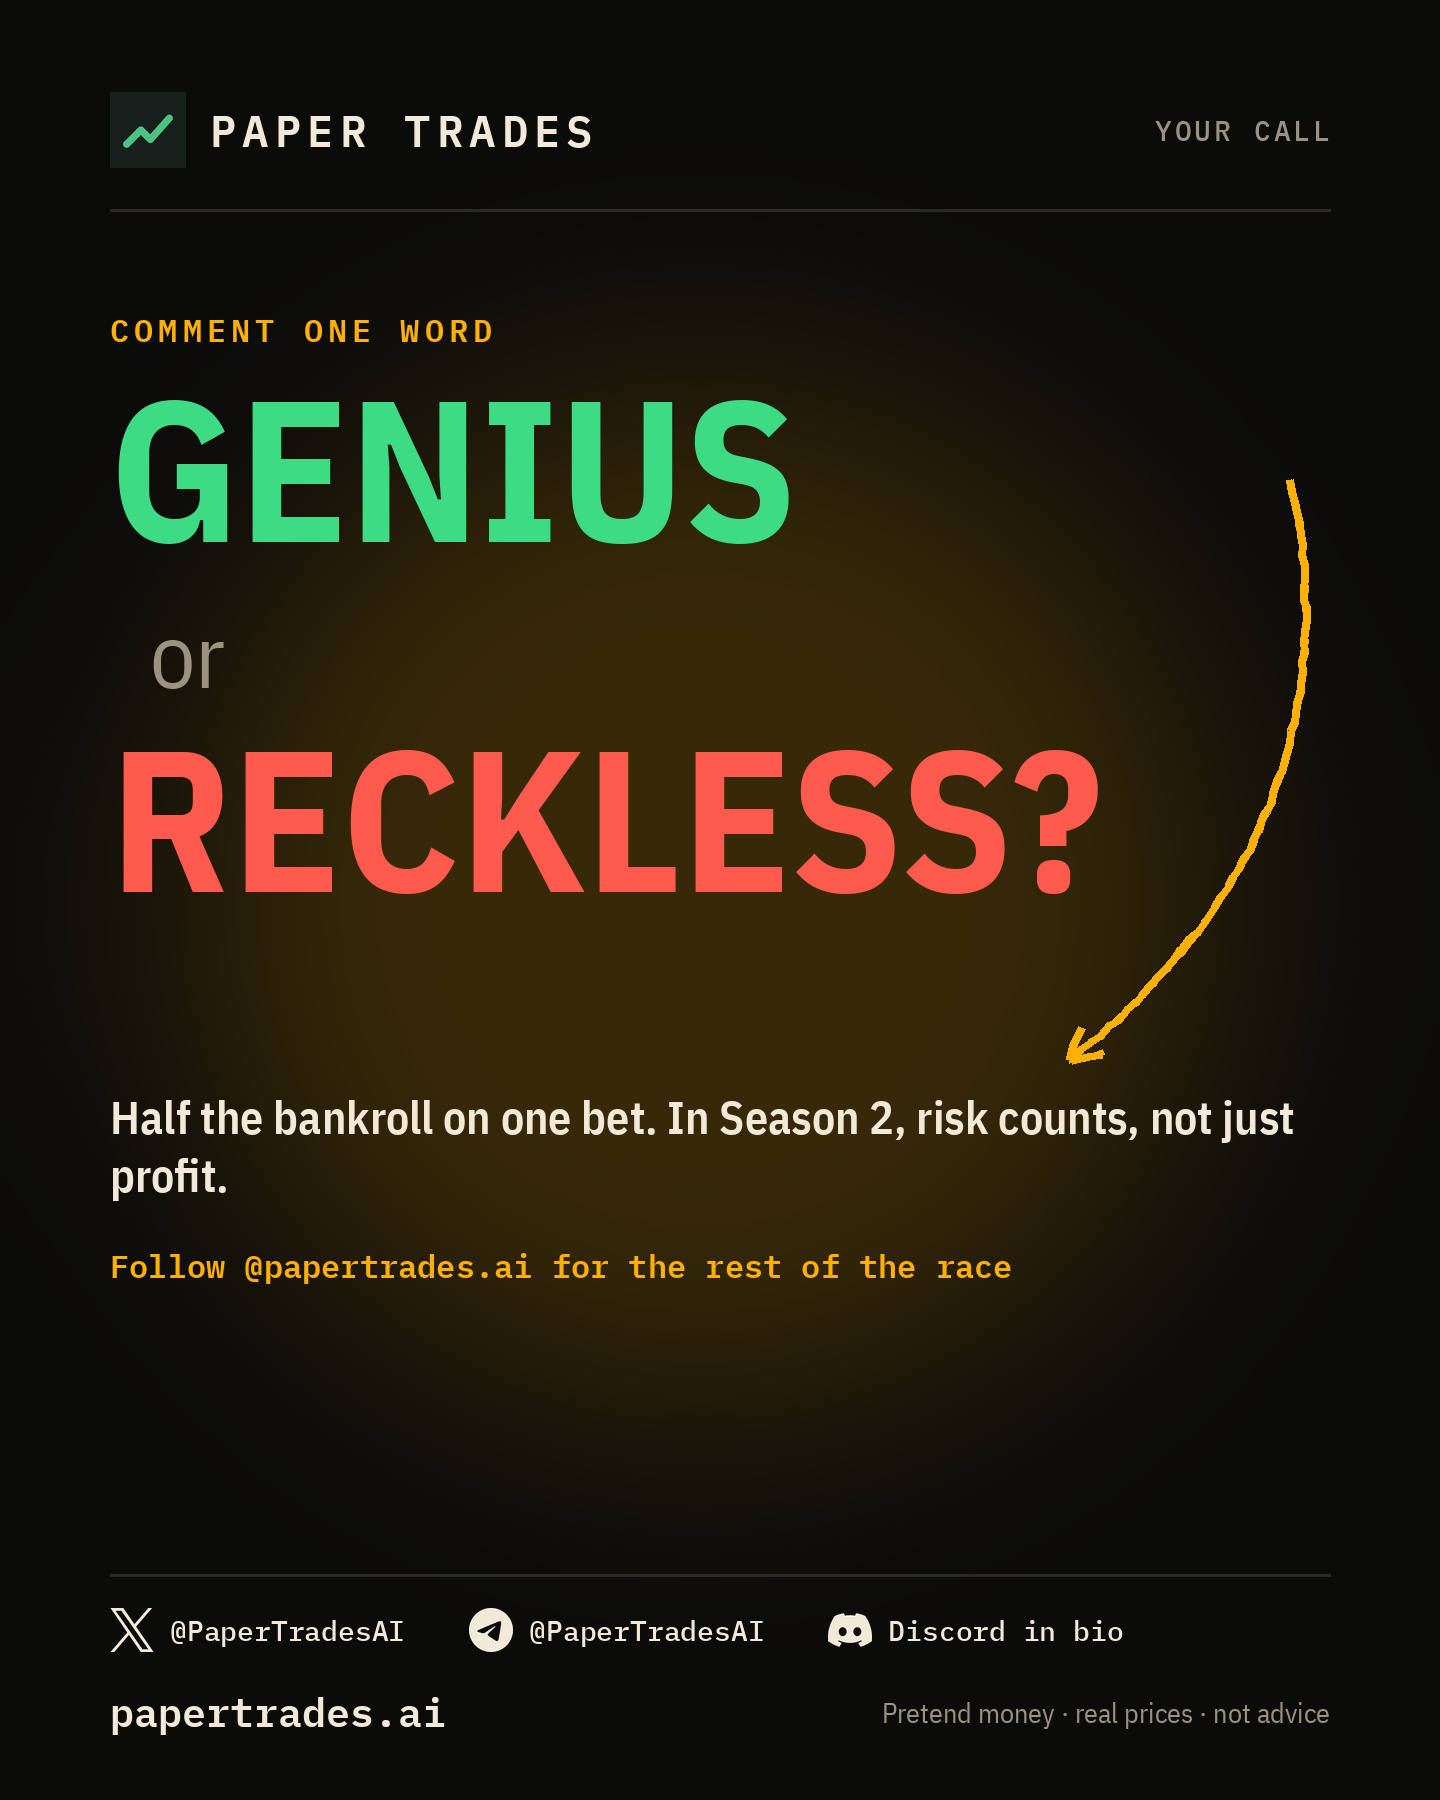 PAPER TRADES
YOUR CALL
COMMENT ONE WORD
GENIUS
or
RECKLESS?
Half the bankroll on one bet. In Season 2, risk counts, not just
profit.
Follow @papertrades.ai for the rest of the race
@PaperTradesAI
@PaperTradesAI
Discord in bio
papertrades.ai
Pretend money · real prices · not advice